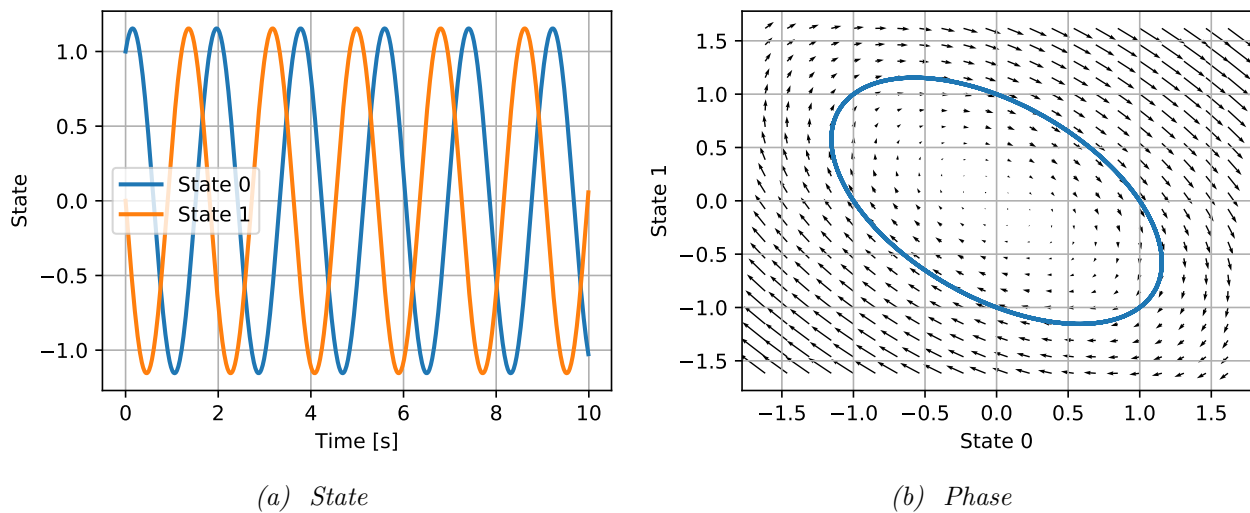 1.0
0.5
0.0
−0.5
−1.0
State
State 0
State 1
0 2 4 6 8 10
Time [s]
(a) State
1.5
1.0
0.5
0.0
−0.5
−1.0
−1.5
State 1
−1.5 −1.0 −0.5 0.0 0.5 1.0 1.5
State 0
(b) Phase